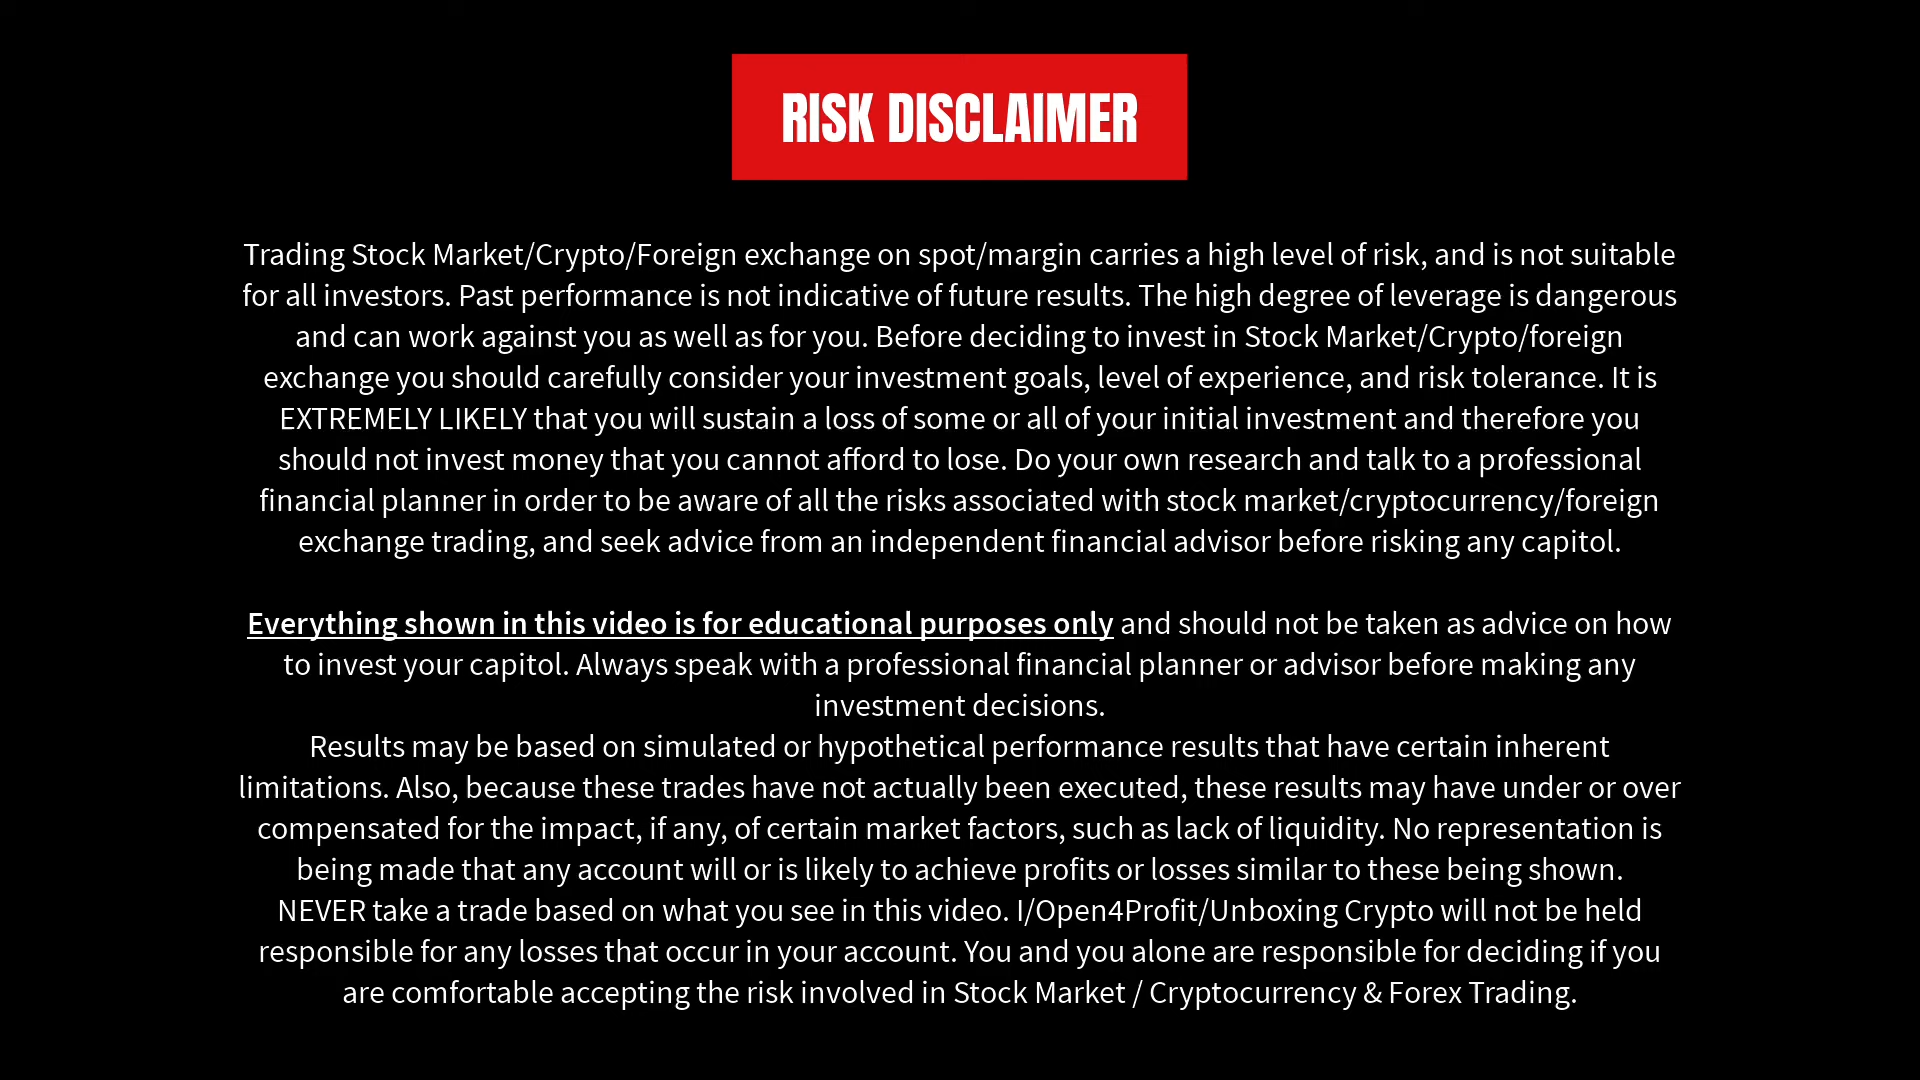 RISK DISCLAIMER
Trading Stock Market/Crypto/Foreign exchange on spot/margin carries a high level of risk, and is not suitable
for all investors. Past performance is not indicative of future results. The high degree of leverage is dangerous
and can work against you as well as for you. Before deciding to invest in Stock Market/Crypto/foreign
exchange you should carefully consider your investment goals, level of experience, and risk tolerance. It is
EXTREMELY LIKELY that you will sustain a loss of some or all of your initial investment and therefore you
should not invest money that you cannot afford to lose. Do your own research and talk to a professional
financial planner in order to be aware of all the risks associated with stock market/cryptocurrency/foreign
exchange trading, and seek advice from an independent financial advisor before risking any capitol.
Everything shown in this video is for educational purposes only and should not be taken as advice on how
to invest your capitol. Always speak with a professional financial planner or advisor before making any
investment decisions.
Results may be based on simulated or hypothetical performance results that have certain inherent
limitations. Also, because these trades have not actually been executed, these results may have under or over
compensated for the impact, if any, of certain market factors, such as lack of liquidity. No representation is
being made that any account will or is likely to achieve profits or losses similar to these being shown.
NEVER take a trade based on what you see in this video. I/Open4Profit/Unboxing Crypto will not be held
responsible for any losses that occur in your account. You and you alone are responsible for deciding if you
are comfortable accepting the risk involved in Stock Market / Cryptocurrency & Forex Trading.